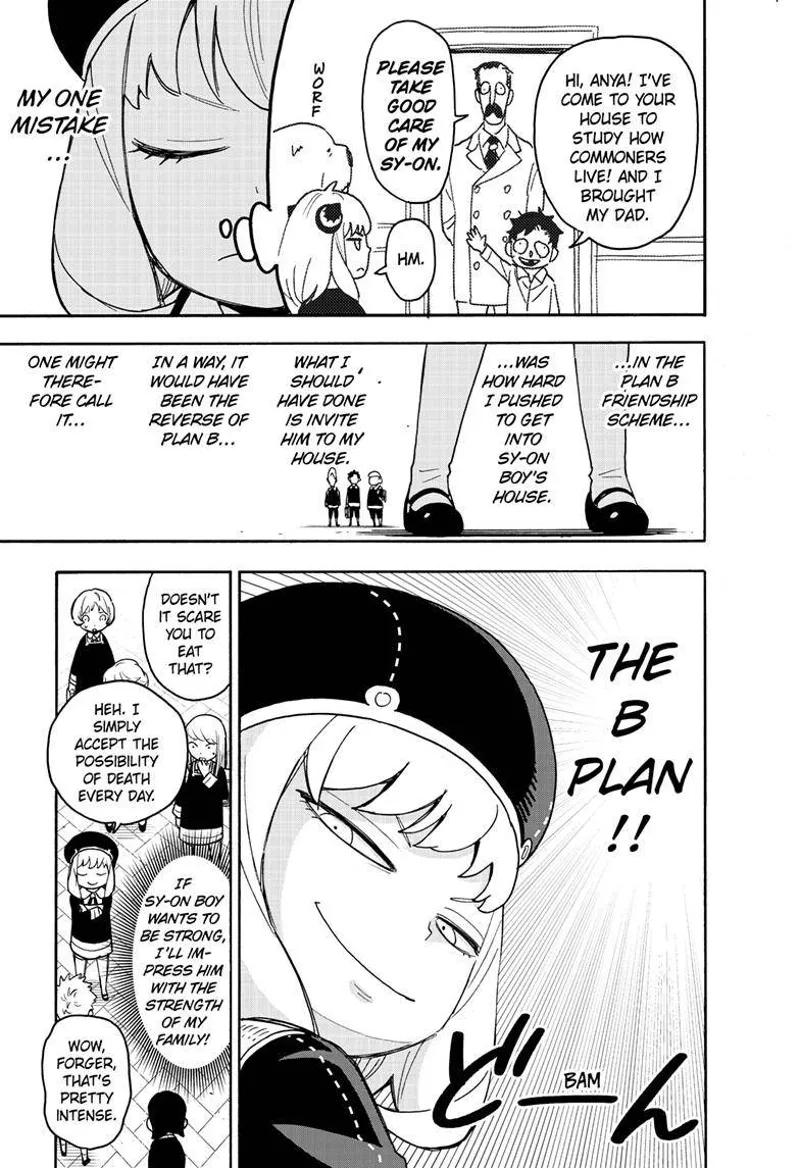 HI, ANYA! I'VE
COME TO YOUR
HOUSE TO
STUDY HOW
COMMONERS
LIVE! AND I
BROUGHT
MY DAD.
PLEASE
TAKE
GOOD
CARE
OF MY
SY-ON.
HM.
WORF
MY ONE
MISTAKE
...!
...IN THE
PLAN B
FRIENDSHIP
SCHEME...
...WAS
HOW HARD
I PUSHED
TO GET
INTO
SY-ON
BOY'S
HOUSE.
WHAT I
SHOULD
HAVE DONE
IS INVITE
HIM TO MY
HOUSE.
IN A WAY, IT
WOULD HAVE
BEEN THE
REVERSE OF
PLAN B...
ONE MIGHT
THERE-
FORE CALL
IT...
THE
B
PLAN
!!
どーん
BAM
DOESN'T
IT SCARE
YOU TO
EAT
THAT?
HEH. I
SIMPLY
ACCEPT THE
POSSIBILITY
OF DEATH
EVERY DAY.
IF
SY-ON BOY
WANTS TO
BE STRONG,
I'LL IM-
PRESS HIM
WITH THE
STRENGTH
OF MY
FAMILY!
WOW,
FORGER,
THAT'S
PRETTY
INTENSE.